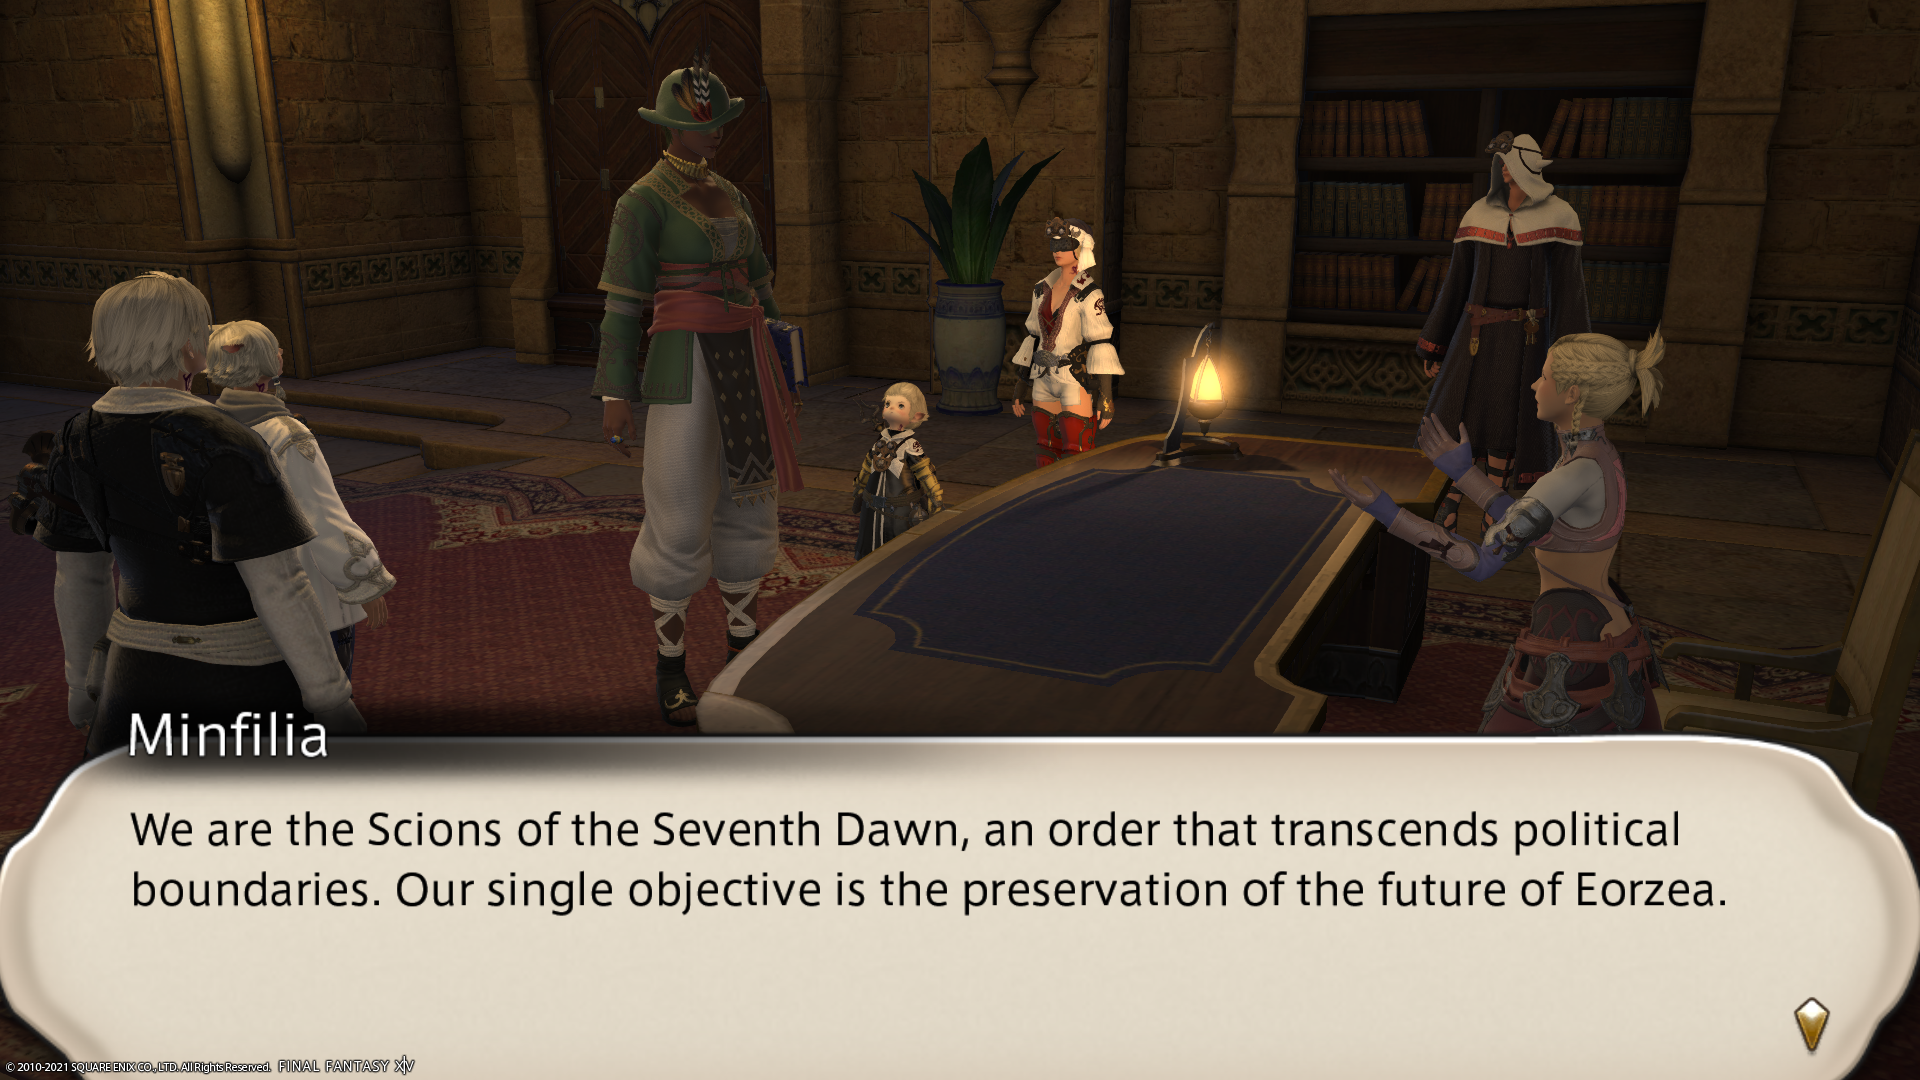 Minfilia
We are the Scions of the Seventh Dawn, an order that transcends political
boundaries. Our single objective is the preservation of the future of Eorzea.
© 2010-2021 SQUARE ENIX CO., LTD. All Rights Reserved. FINAL FANTASY XIV